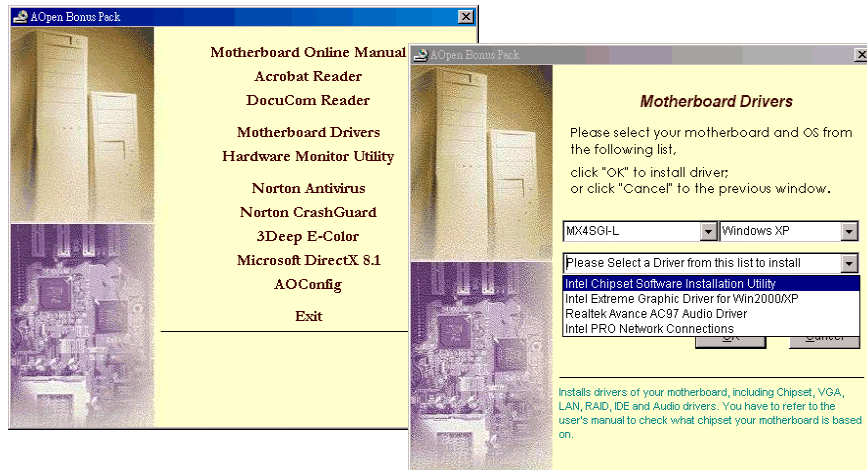 AOpen Bonus Pack
Motherboard Online Manual
Acrobat Reader
DocuCom Reader
Motherboard Drivers
Hardware Monitor Utility
Norton Antivirus
Norton CrashGuard
3Deep E-Color
Microsoft DirectX 8.1
AOConfig
Exit
AOpen Bonus Pack
Motherboard Drivers
Please select your motherboard and OS from
the following list,
click "OK" to install driver;
or click "Cancel" to the previous window.
MX4SGI-L
Windows XP
Please Select a Driver from this list to install
Intel Chipset Software Installation Utility
Intel Extreme Graphic Driver for Win2000/XP
Realtek Avance AC97 Audio Driver
Intel PRO Network Connections
OK
Cancel
Installs drivers of your motherboard, including Chipset, VGA,
LAN, RAID, IDE and Audio drivers. You have to refer to the
user's manual to check what chipset your motherboard is based
on.